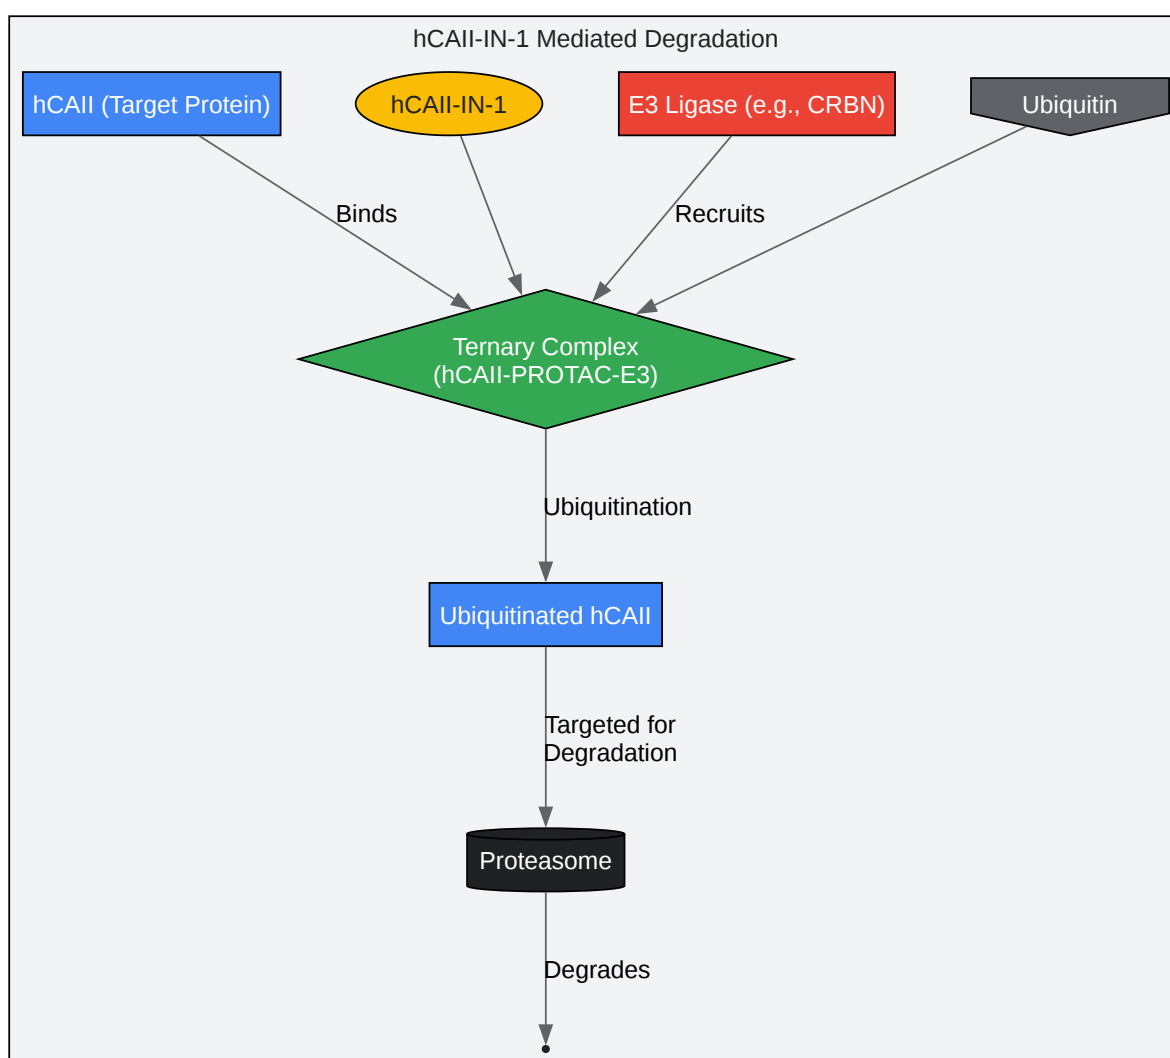 hCAII-IN-1 Mediated Degradation
hCAII (Target Protein)
hCAII-IN-1
E3 Ligase (e.g., CRBN)
Ubiquitin
Binds
Recruits
Ternary Complex
(hCAII-PROTAC-E3)
Ubiquitination
Ubiquitinated hCAII
Targeted for
Degradation
Proteasome
Degrades